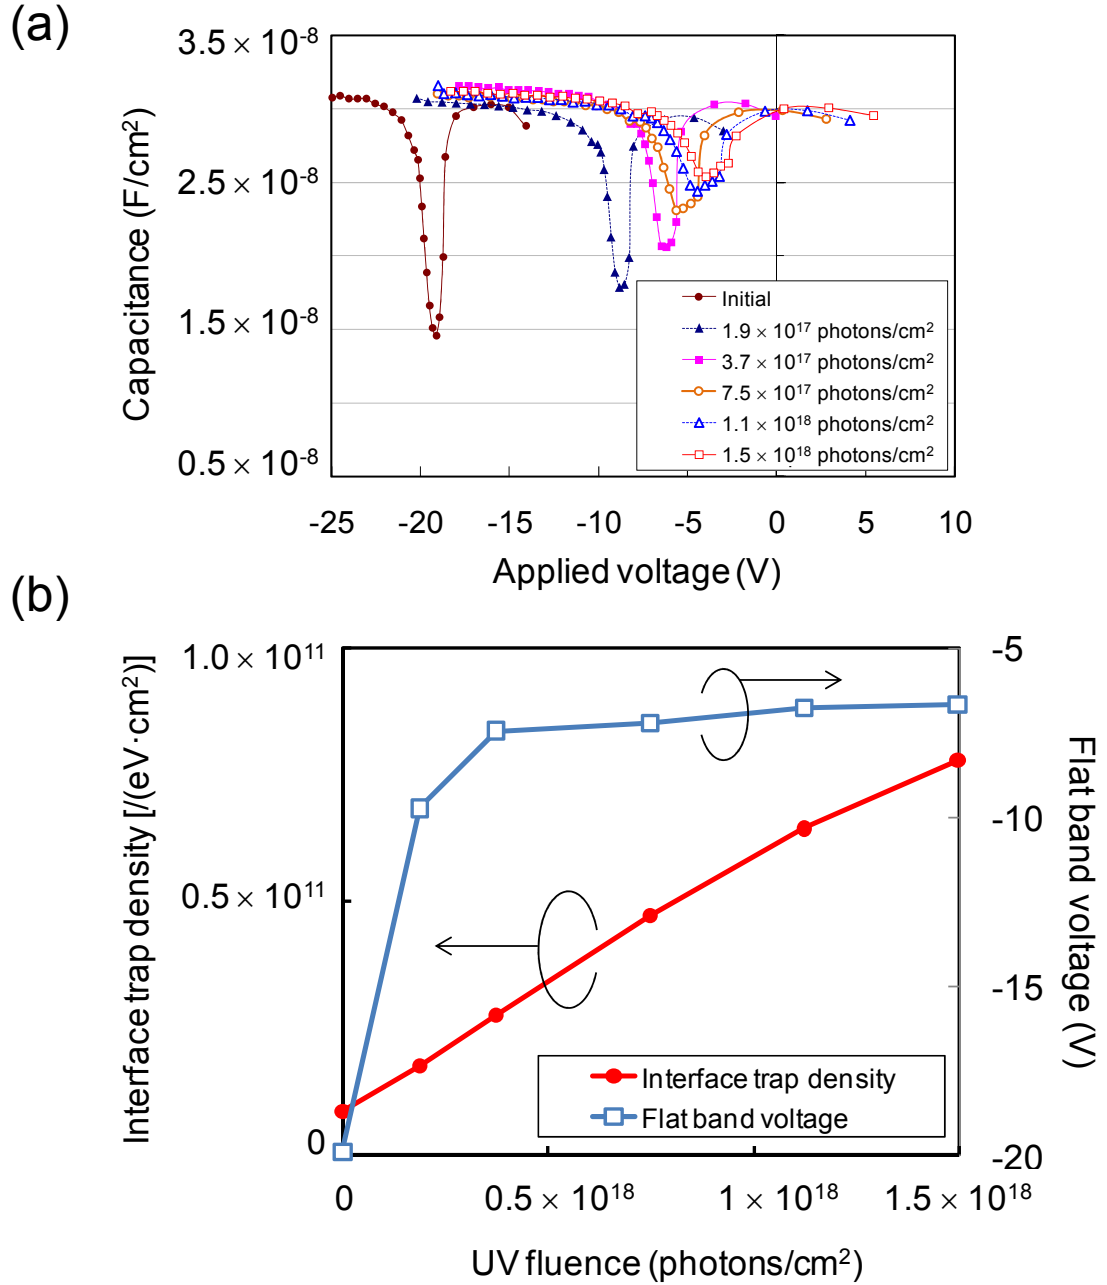 (a)
3.5 × 10⁻⁸
2.5 × 10⁻⁸
1.5 × 10⁻⁸
0.5 × 10⁻⁸
Capacitance (F/cm²)
Initial
1.9 × 10¹⁷ photons/cm²
3.7 × 10¹⁷ photons/cm²
7.5 × 10¹⁷ photons/cm²
1.1 × 10¹⁸ photons/cm²
1.5 × 10¹⁸ photons/cm²
-25 -20 -15 -10 -5 0 5 10
Applied voltage (V)
(b)
1.0 × 10¹¹
0.5 × 10¹¹
0
Interface trap density [/(eV·cm²)]
-5
-10
-15
-20
Flat band voltage (V)
Interface trap density
Flat band voltage
0 0.5 × 10¹⁸ 1 × 10¹⁸ 1.5 × 10¹⁸
UV fluence (photons/cm²)